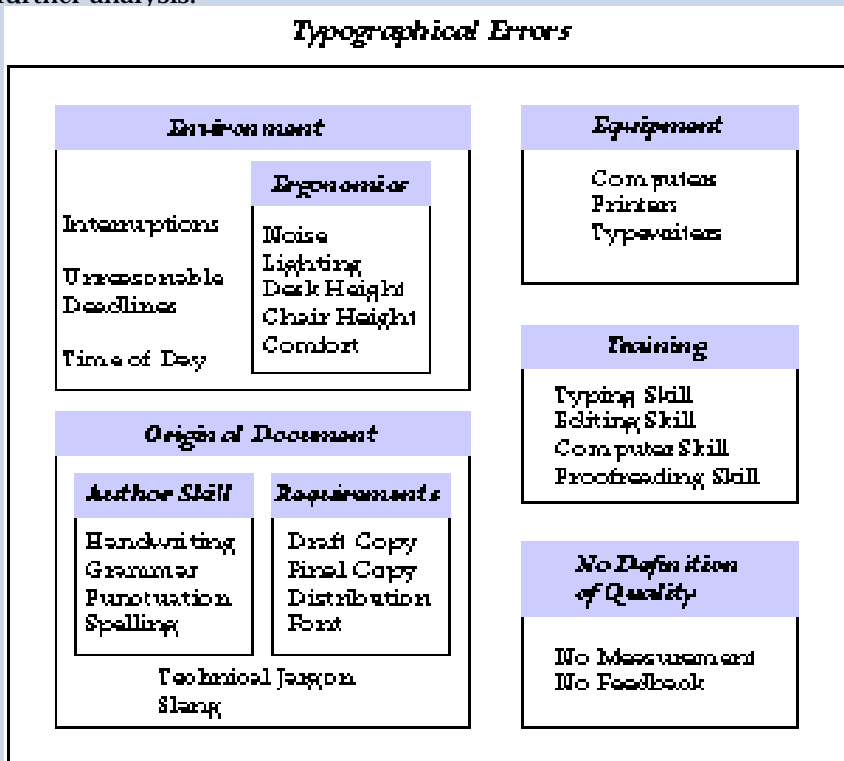 further analysis.
Typographical Errors
Environment
Ergonomics
Interruptions
Unreasonable
Deadlines
Time of Day
Noise
Lighting
Desk Height
Chair Height
Comfort
Equipment
Computers
Printers
Typewriters
Training
Typing Skill
Editing Skill
Computer Skill
Proofreading Skill
Origin of Document
Author Skill
Handwriting
Grammar
Punctuation
Spelling
Requirements
Draft Copy
Final Copy
Distribution
Font
Technical Jargon
Slang
No Definition
of Quality
No Measurement
No Feedback